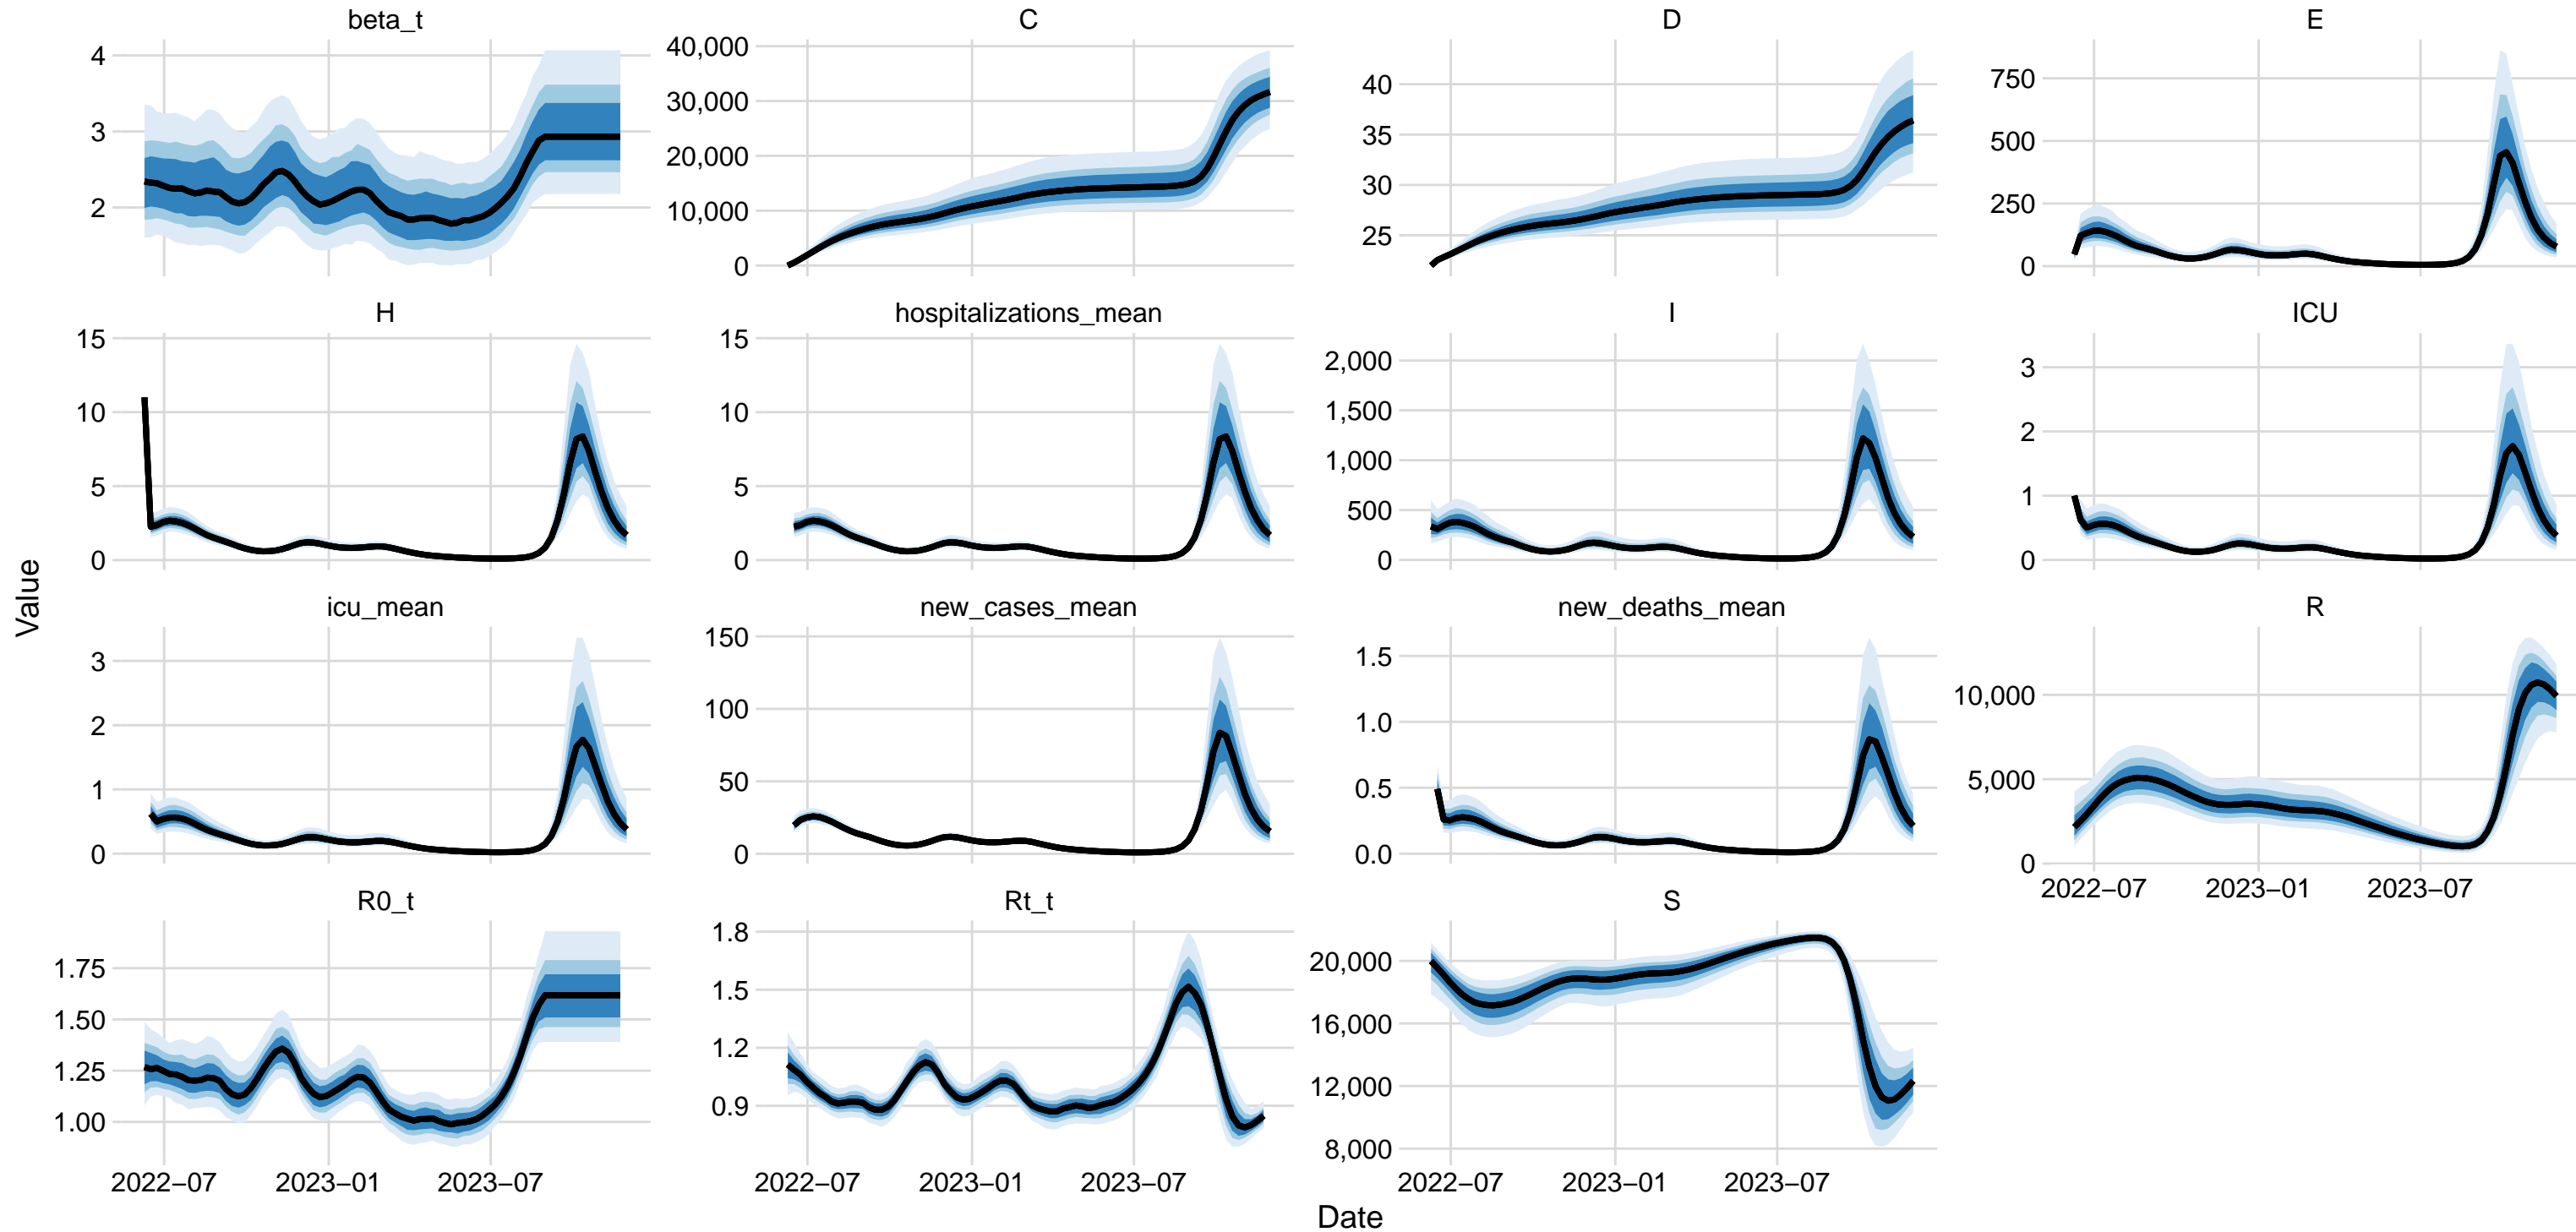 beta_t
C
D
E
4
3
2
40,000
30,000
20,000
10,000
0
40
35
30
25
750
500
250
0
H
hospitalizations_mean
I
ICU
15
10
5
0
15
10
5
0
2,000
1,500
1,000
500
0
3
2
1
0
Value
icu_mean
new_cases_mean
new_deaths_mean
R
3
2
1
0
150
100
50
0
1.5
1.0
0.5
0.0
10,000
5,000
0
2022−07 2023−01 2023−07
R0_t
Rt_t
S
1.75
1.50
1.25
1.00
1.8
1.5
1.2
0.9
20,000
16,000
12,000
8,000
2022−07 2023−01 2023−07
2022−07 2023−01 2023−07
2022−07 2023−01 2023−07
Date